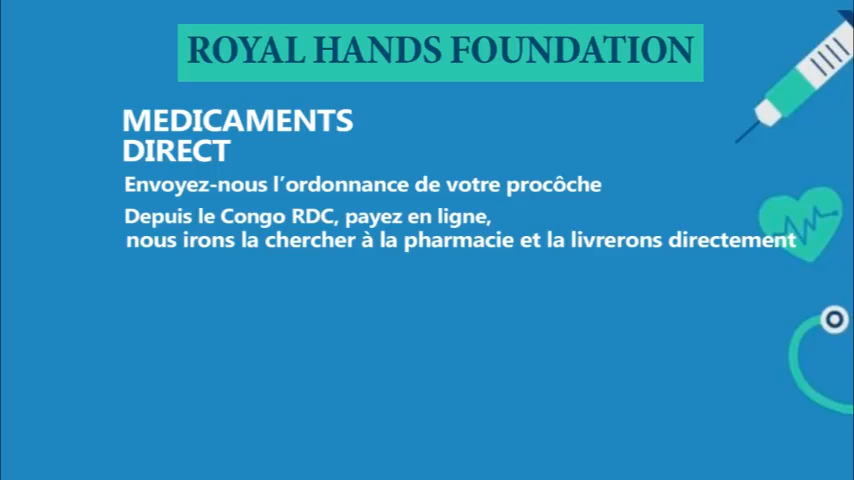 ROYAL HANDS FOUNDATION
MEDICAMENTS
DIRECT
Envoyez-nous l’ordonnance de votre procôche
Depuis le Congo RDC, payez en ligne,
nous irons la chercher à la pharmacie et la livrerons directement